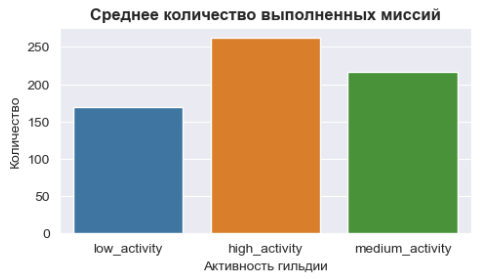 Среднее количество выполненных миссий
Количество
250
200
150
100
50
0
low_activity high_activity medium_activity
Активность гильдии